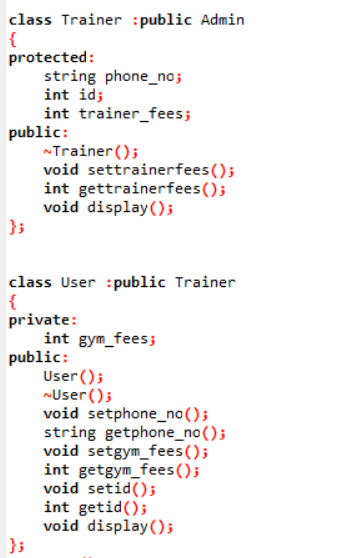 class Trainer :public Admin
{
protected:
    string phone_no;
    int id;
    int trainer_fees;
public:
    ~Trainer();
    void settrainerfees();
    int gettrainerfees();
    void display();
};
class User :public Trainer
{
private:
    int gym_fees;
public:
    User();
    ~User();
    void setphone_no();
    string getphone_no();
    void setgym_fees();
    int getgym_fees();
    void setid();
    int getid();
    void display();
};